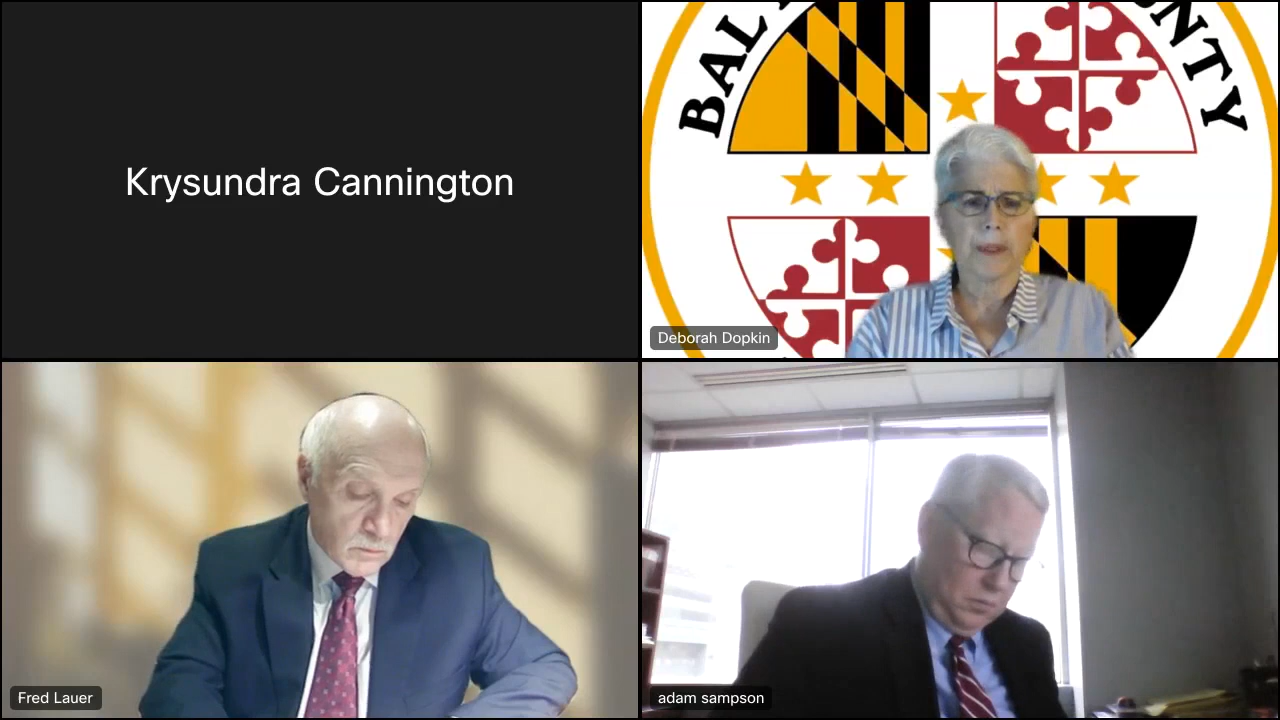 Krysundra Cannington
BAL
NTY
Deborah Dopkin
Fred Lauer
adam sampson